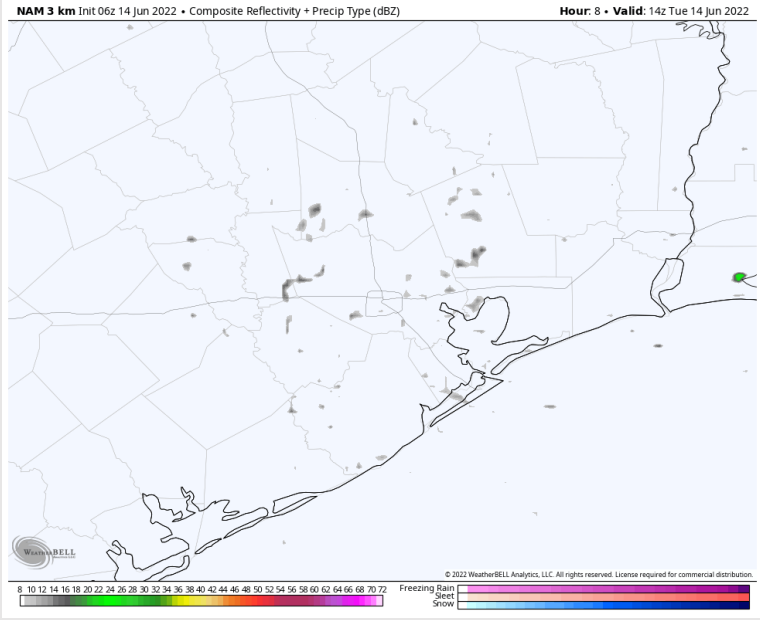 NAM 3 km Init 06z 14 Jun 2022 • Composite Reflectivity + Precip Type (dBZ) Hour: 8 • Valid: 14z Tue 14 Jun 2022
WEATHERBELL
© 2022 WeatherBELL Analytics, LLC. All rights reserved. License required for commercial distribution.
8 10 12 14 16 18 20 22 24 26 28 30 32 34 36 38 40 42 44 46 48 50 52 54 56 58 60 62 64 66 68 70 72
Freezing Rain
Sleet
Snow